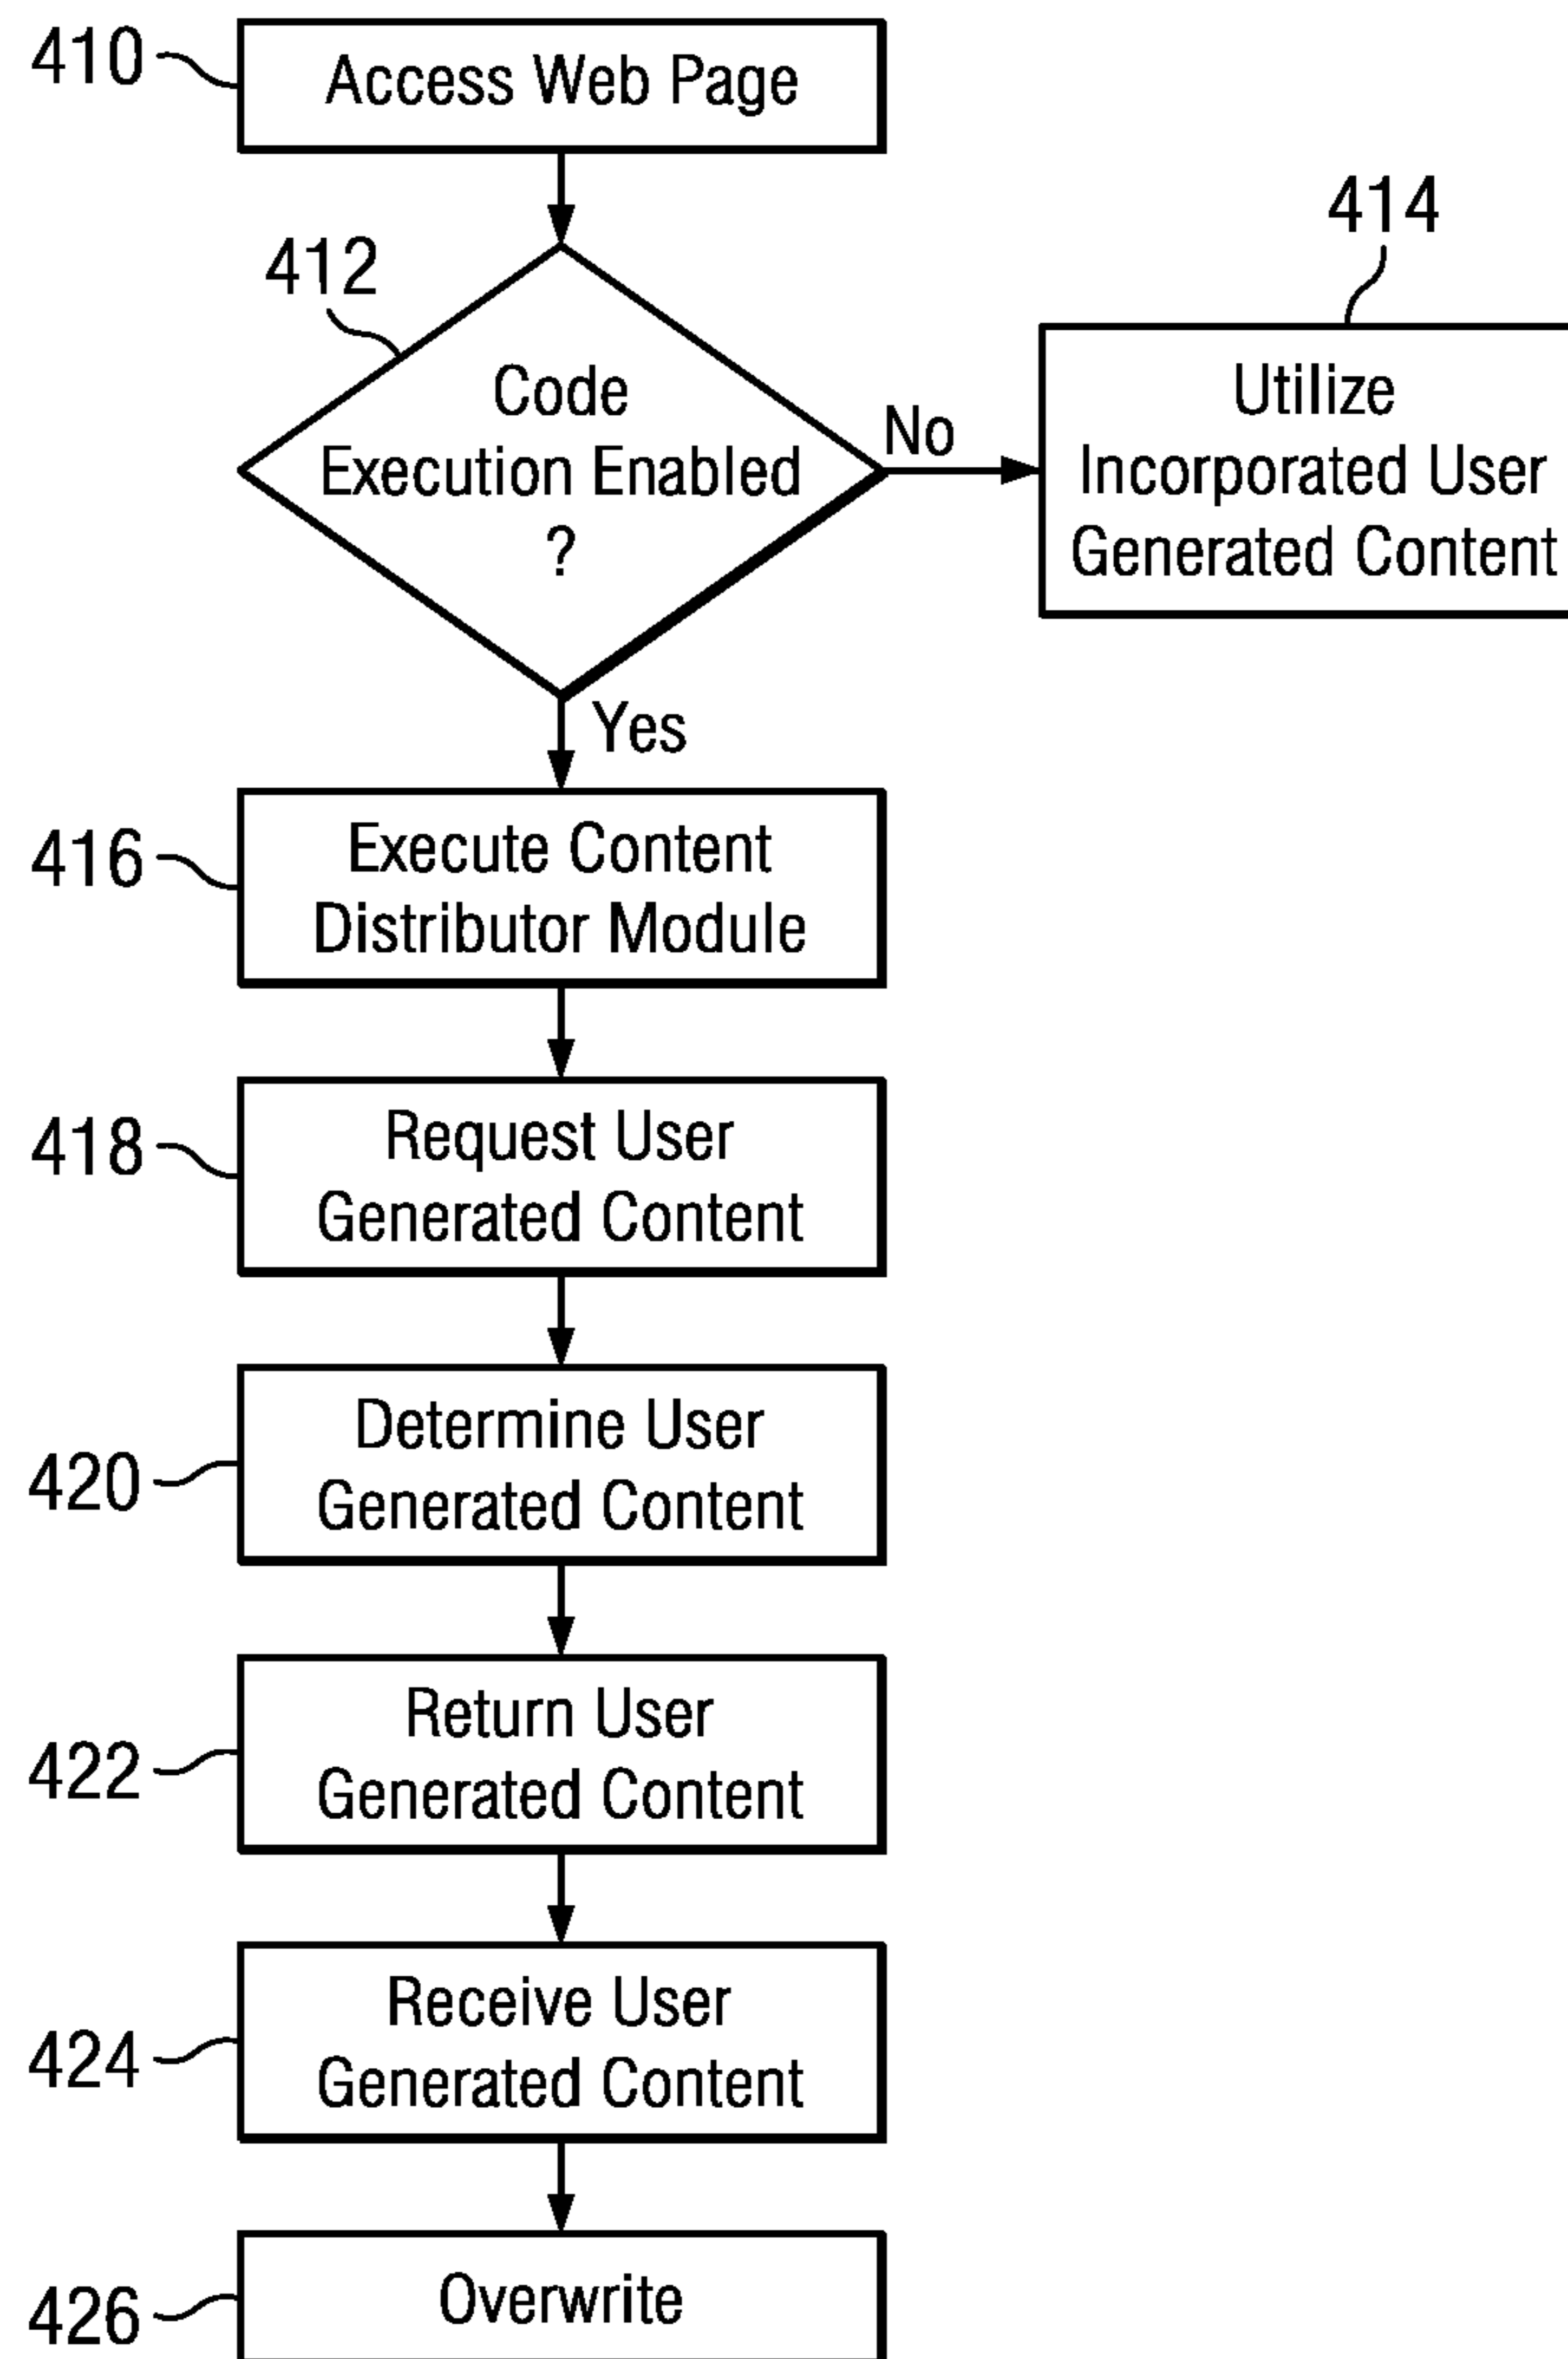 410
Access Web Page
412
414
Code
Execution Enabled
?
No
Utilize
Incorporated User
Generated Content
Yes
416
Execute Content
Distributor Module
418
Request User
Generated Content
420
Determine User
Generated Content
422
Return User
Generated Content
424
Receive User
Generated Content
426
Overwrite